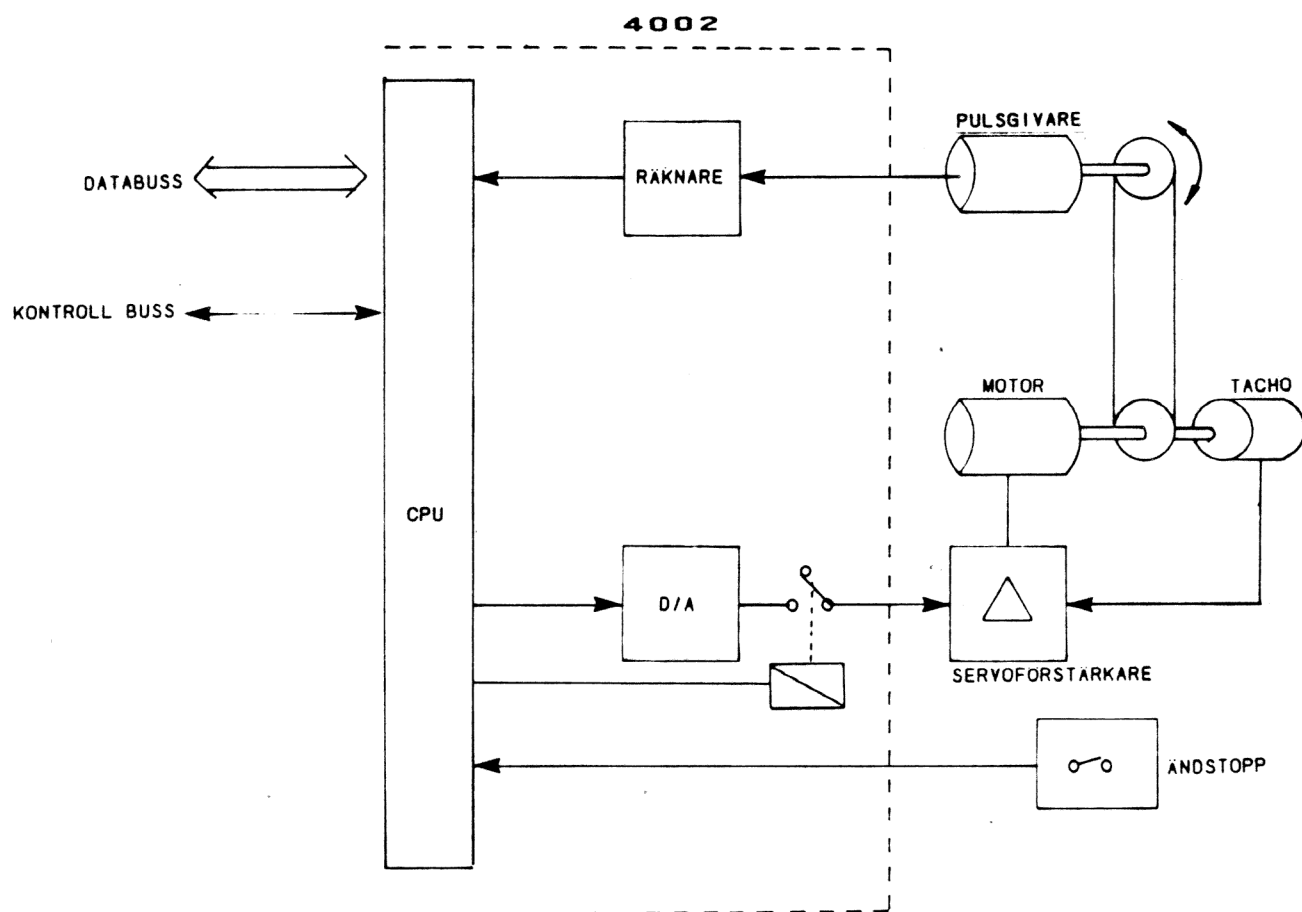 4002
PULSGIVARE
DATABUSS
RÄKNARE
KONTROLL BUSS
MOTOR
TACHO
CPU
D/A
SERVOFÖRSTÄRKARE
ÄNDSTOPP